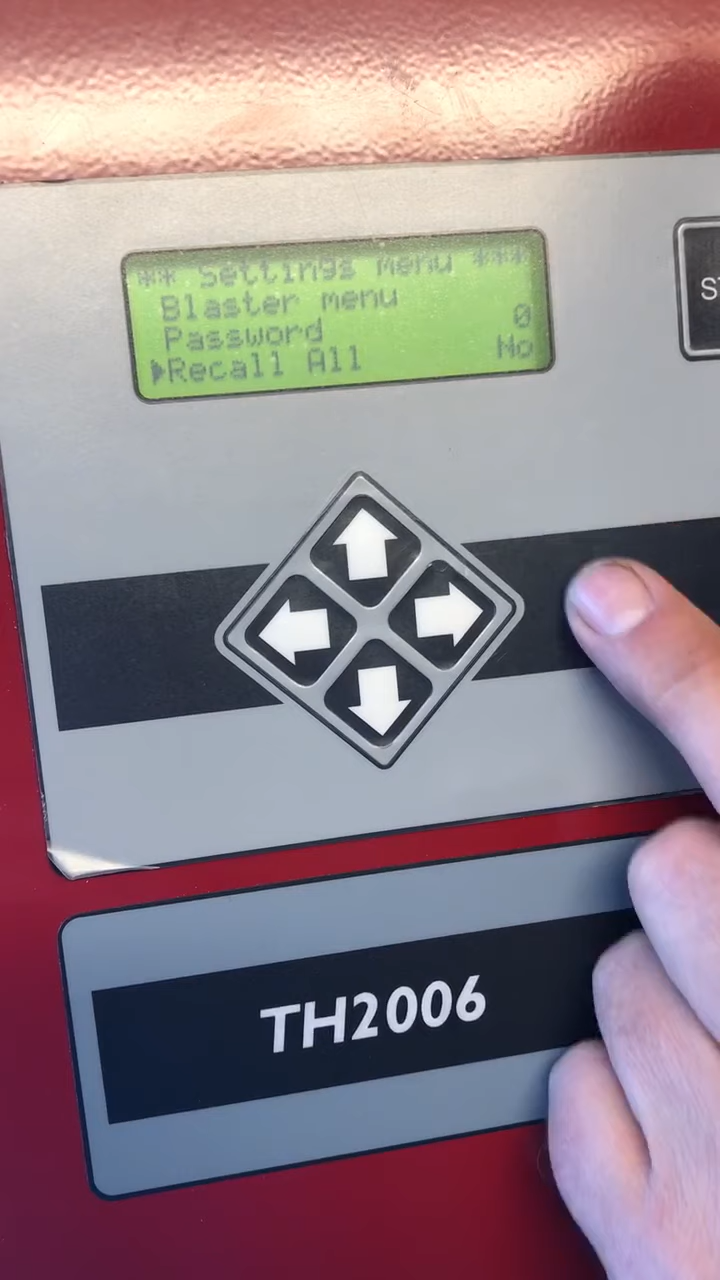 ** Settings menu ***
Blaster menu
Password 0
▶Recall All No
TH2006